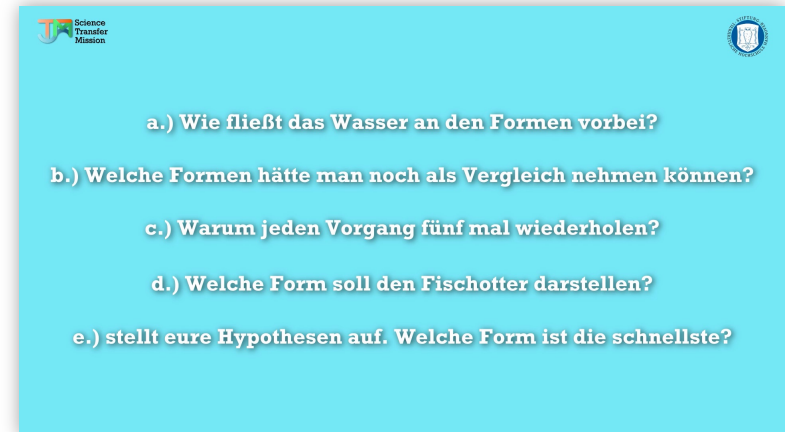 Science
Transfer
Mission
a.) Wie fließt das Wasser an den Formen vorbei?
b.) Welche Formen hätte man noch als Vergleich nehmen können?
c.) Warum jeden Vorgang fünf mal wiederholen?
d.) Welche Form soll den Fischotter darstellen?
e.) stellt eure Hypothesen auf. Welche Form ist die schnellste?